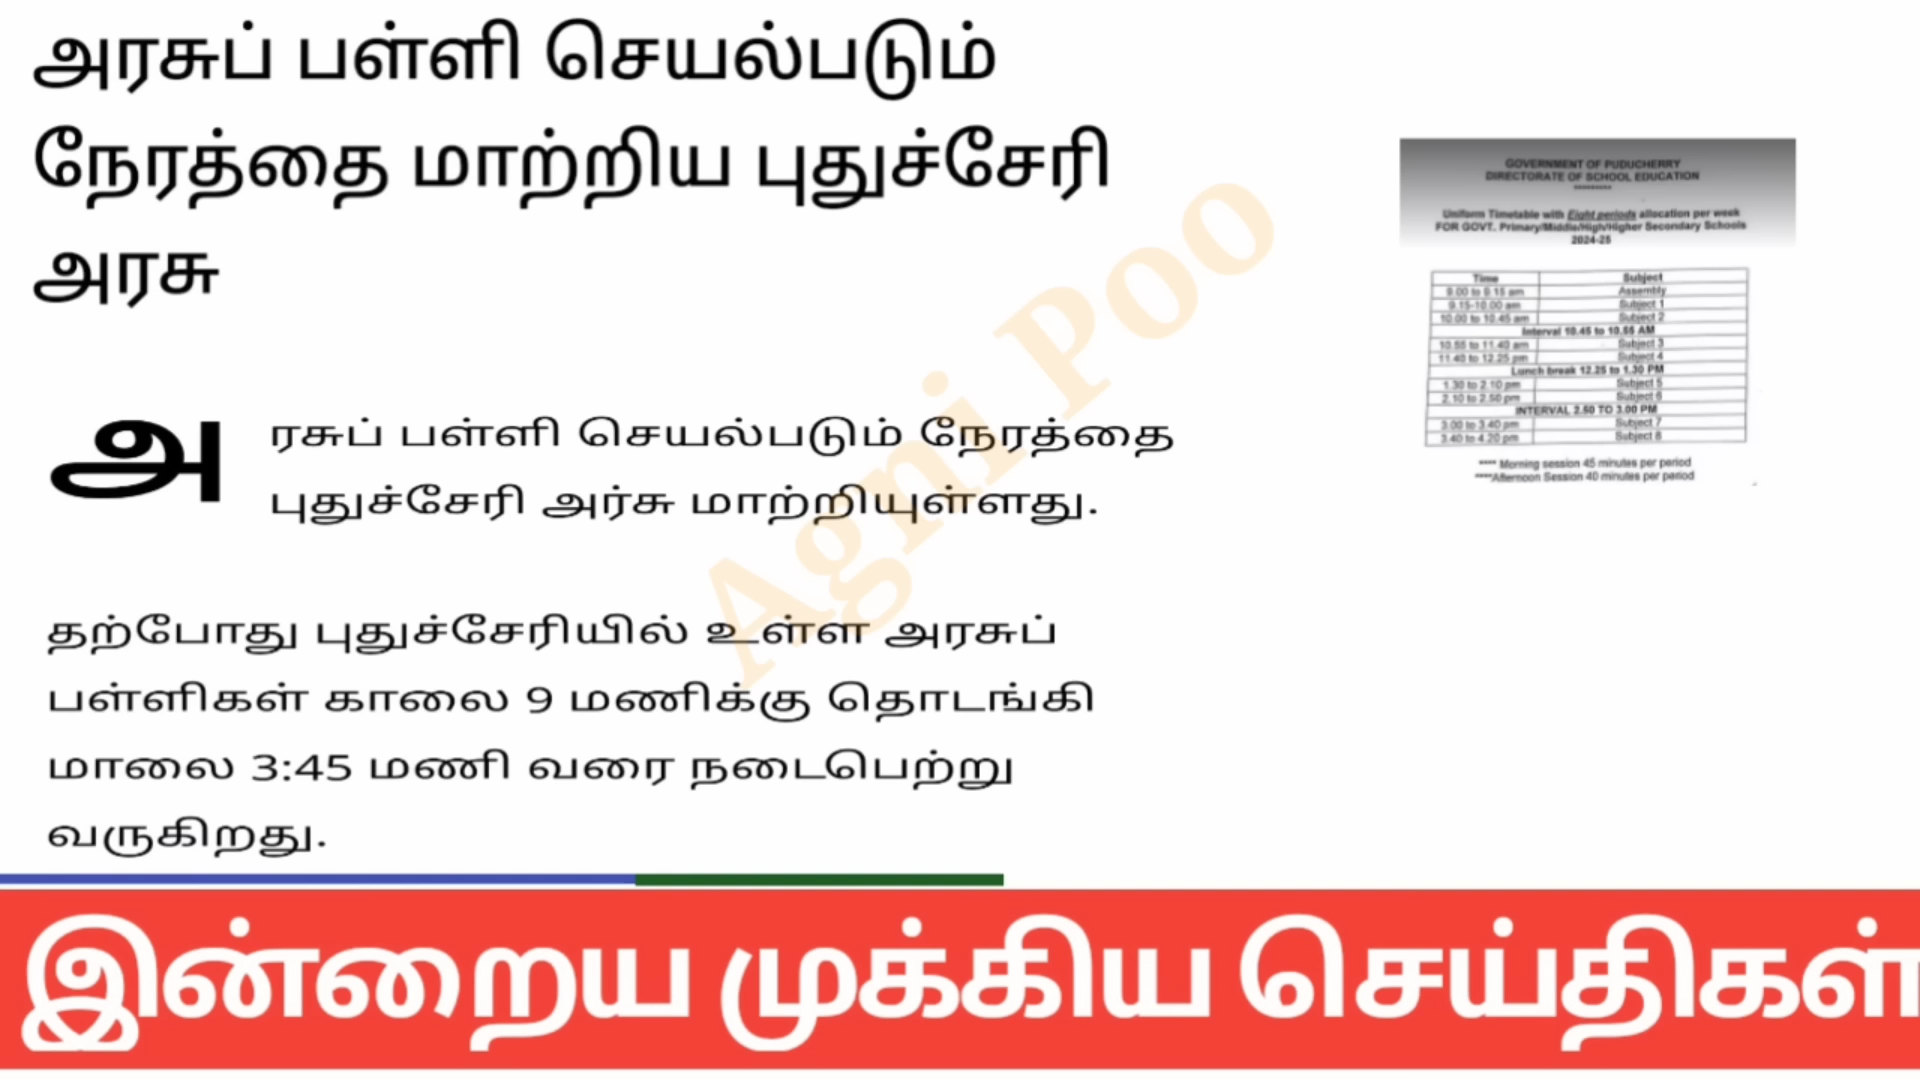 அரசுப் பள்ளி செயல்படும்
நேரத்தை மாற்றிய புதுச்சேரி
அரசு
அ
ரசுப் பள்ளி செயல்படும் நேரத்தை
புதுச்சேரி அர்சு மாற்றியுள்ளது.
தற்போது புதுச்சேரியில் உள்ள அரசுப்
பள்ளிகள் காலை 9 மணிக்கு தொடங்கி
மாலை 3:45 மணி வரை நடைபெற்று
வருகிறது.
Agni Poo
GOVERNMENT OF PUDUCHERRY
DIRECTORATE OF SCHOOL EDUCATION
*********
Uniform Timetable with Eight periods allocation per week
FOR GOVT. Primary/Middle/High/Higher Secondary Schools
2024-25
Time Subject
9.00 to 9.15 am Assembly
9.15-10.00 am Subject 1
10.00 to 10.45 am Subject 2
Interval 10.45 to 10.55 AM
10.55 to 11.40 am Subject 3
11.40 to 12.25 pm Subject 4
Lunch break 12.25 to 1.30 PM
1.30 to 2.10 pm Subject 5
2.10 to 2.50 pm Subject 6
INTERVAL 2.50 TO 3.00 PM
3.00 to 3.40 pm Subject 7
3.40 to 4.20 pm Subject 8
**** Morning session 45 minutes per period
****Afternoon Session 40 minutes per period
இன்றைய முக்கிய செய்திகள்